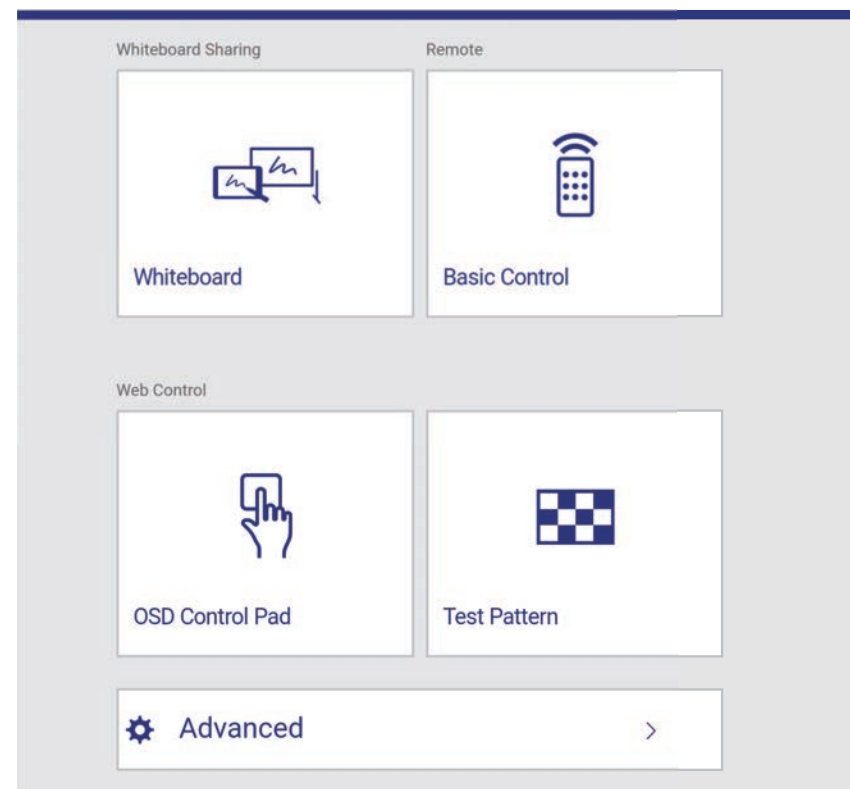 Whiteboard Sharing
Remote
Whiteboard
Basic Control
Web Control
OSD Control Pad
Test Pattern
Advanced